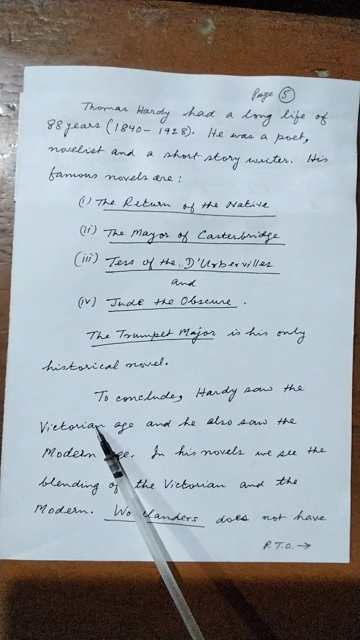 Page 5
Thomas Hardy had a long life of
88 years (1840 - 1928). He was a poet,
novelist and a short story writer. His
famous novels are:
(i) The Return of the Native
(ii) The Mayor of Casterbridge
(iii) Tess of the D'Urbervilles
and
(iv) Jude the Obscure.
The Trumpet Major is his only
historical novel.
To conclude, Hardy saw the
Victorian age and he also saw the
Modern age. In his novels we see the
blending of the Victorian and the
Modern. does not have
P.T.O. →